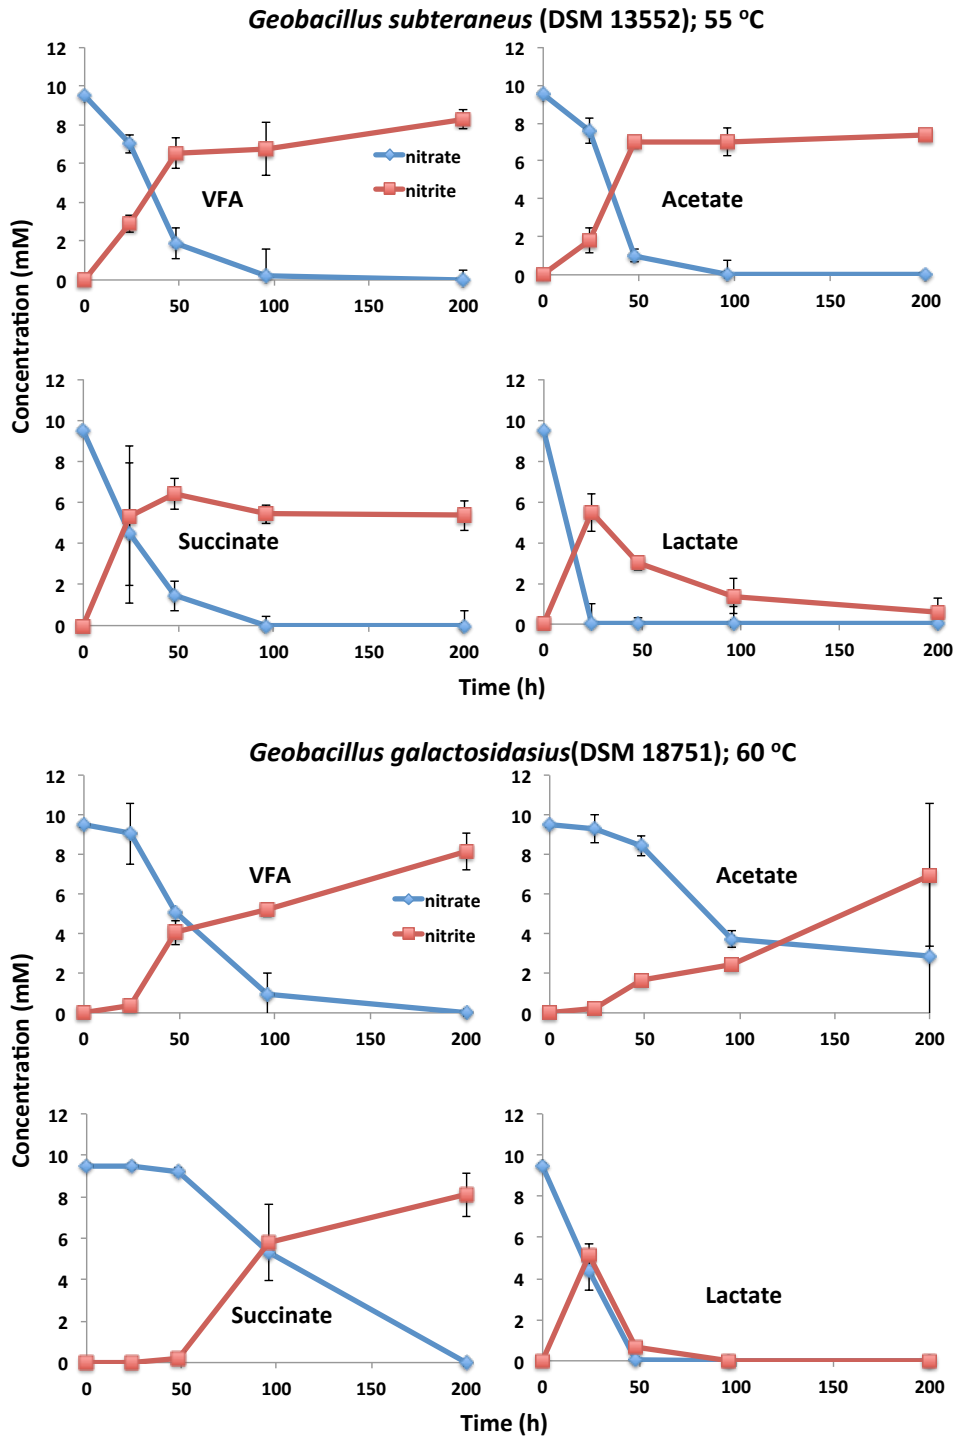 Geobacillus subteraneus (DSM 13552); 55 °C
12
10
8
6
4
2
0
0 50 100 150 200
VFA
nitrate
nitrite
12
10
8
6
4
2
0
0 50 100 150 200
Acetate
Concentration (mM)
12
10
8
6
4
2
0
0 50 100 150 200
Succinate
12
10
8
6
4
2
0
0 50 100 150 200
Lactate
Time (h)
Geobacillus galactosidasius(DSM 18751); 60 °C
12
10
8
6
4
2
0
0 50 100 150 200
VFA
nitrate
nitrite
12
10
8
6
4
2
0
0 50 100 150 200
Acetate
Concentration (mM)
12
10
8
6
4
2
0
0 50 100 150 200
Succinate
12
10
8
6
4
2
0
0 50 100 150 200
Lactate
Time (h)